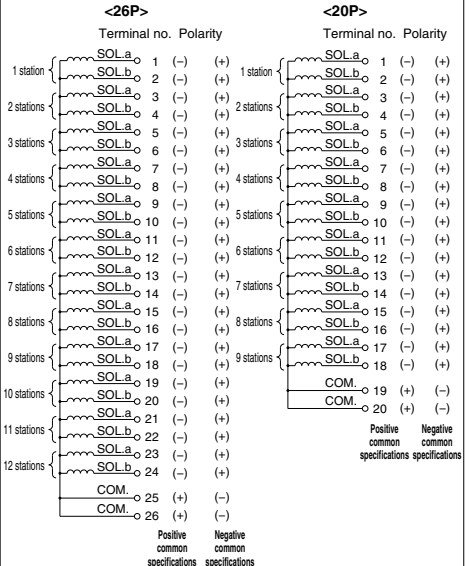 <26P>
Terminal no. Polarity
1 station SOL.a 1 (–) (+)
SOL.b 2 (–) (+)
2 stations SOL.a 3 (–) (+)
SOL.b 4 (–) (+)
3 stations SOL.a 5 (–) (+)
SOL.b 6 (–) (+)
4 stations SOL.a 7 (–) (+)
SOL.b 8 (–) (+)
5 stations SOL.a 9 (–) (+)
SOL.b 10 (–) (+)
6 stations SOL.a 11 (–) (+)
SOL.b 12 (–) (+)
7 stations SOL.a 13 (–) (+)
SOL.b 14 (–) (+)
8 stations SOL.a 15 (–) (+)
SOL.b 16 (–) (+)
9 stations SOL.a 17 (–) (+)
SOL.b 18 (–) (+)
10 stations SOL.a 19 (–) (+)
SOL.b 20 (–) (+)
11 stations SOL.a 21 (–) (+)
SOL.b 22 (–) (+)
12 stations SOL.a 23 (–) (+)
SOL.b 24 (–) (+)
COM. 25 (+) (–)
COM. 26 (+) (–)
Positive Negative
common common
specifications specifications
<20P>
Terminal no. Polarity
1 station SOL.a 1 (–) (+)
SOL.b 2 (–) (+)
2 stations SOL.a 3 (–) (+)
SOL.b 4 (–) (+)
3 stations SOL.a 5 (–) (+)
SOL.b 6 (–) (+)
4 stations SOL.a 7 (–) (+)
SOL.b 8 (–) (+)
5 stations SOL.a 9 (–) (+)
SOL.b 10 (–) (+)
6 stations SOL.a 11 (–) (+)
SOL.b 12 (–) (+)
7 stations SOL.a 13 (–) (+)
SOL.b 14 (–) (+)
8 stations SOL.a 15 (–) (+)
SOL.b 16 (–) (+)
9 stations SOL.a 17 (–) (+)
SOL.b 18 (–) (+)
COM. 19 (+) (–)
COM. 20 (+) (–)
Positive Negative
common common
specifications specifications